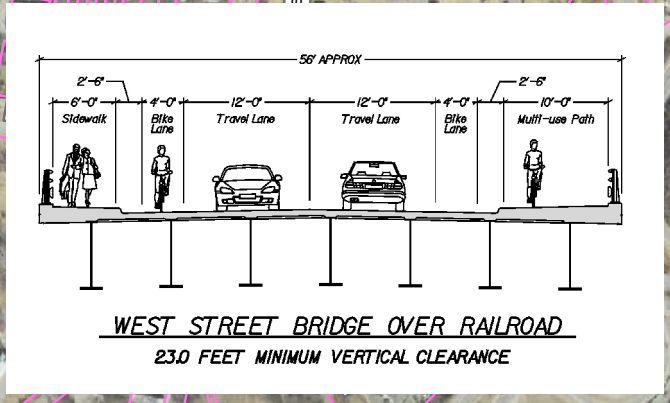 56' APPROX
2'-6" 2'-6"
6'-0" 4'-0" 12'-0" 12'-0" 4'-0" 10'-0"
Sidewalk Bike Lane Travel Lane Travel Lane Bike Lane Multi-use Path
WEST STREET BRIDGE OVER RAILROAD
23.0 FEET MINIMUM VERTICAL CLEARANCE